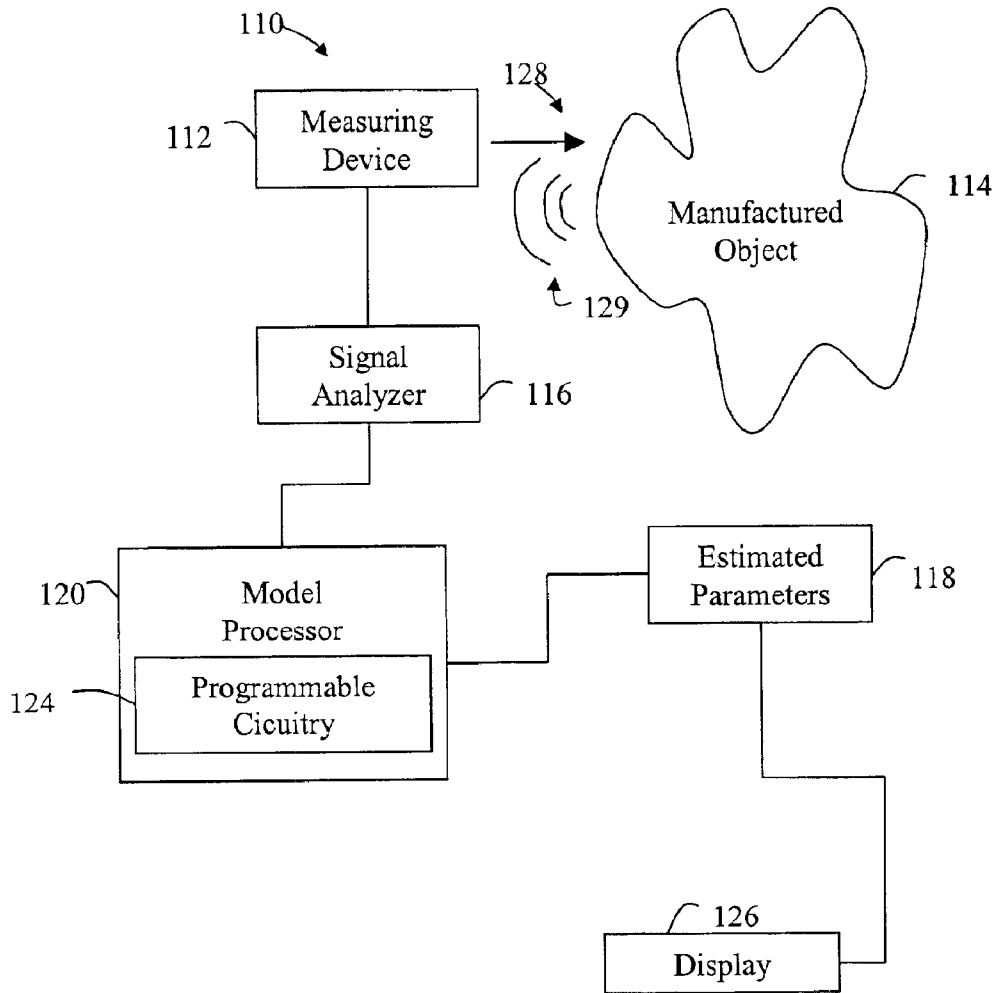 110
128
Measuring
Device
112
114
Manufactured
Object
129
Signal
Analyzer
116
Estimated
Parameters
118
120
Model
Processor
124
Programmable
Cicuitry
126
Display